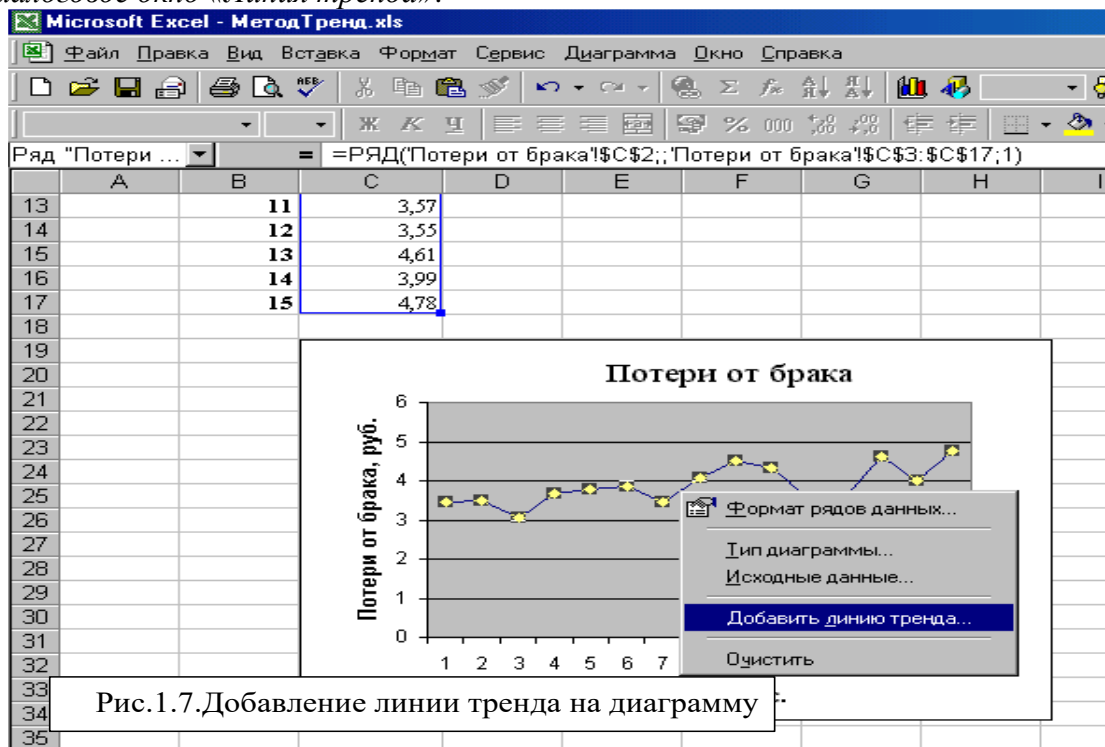 диалоговое окно «Линия тренда».
Microsoft Excel - МетодТренд.xls
Файл Правка Вид Вставка Формат Сервис Диаграмма Окно Справка
Ж К Ч % 000
Ряд "Потери ... = =РЯД('Потери от брака'!$C$2;;'Потери от брака'!$C$3:$C$17;1)
A B C D E F G H I
13 11 3,57
14 12 3,55
15 13 4,61
16 14 3,99
17 15 4,78
18
19
20
21
22
23
24
25
26
27
28
29
30
31
32
33
34
35
Потери от брака
Потери от брака, руб.
6
5
4
3
2
1
0
1 2 3 4 5 6 7
Формат рядов данных...
Тип диаграммы...
Исходные данные...
Добавить линию тренда...
Очистить
Рис.1.7.Добавление линии тренда на диаграмму